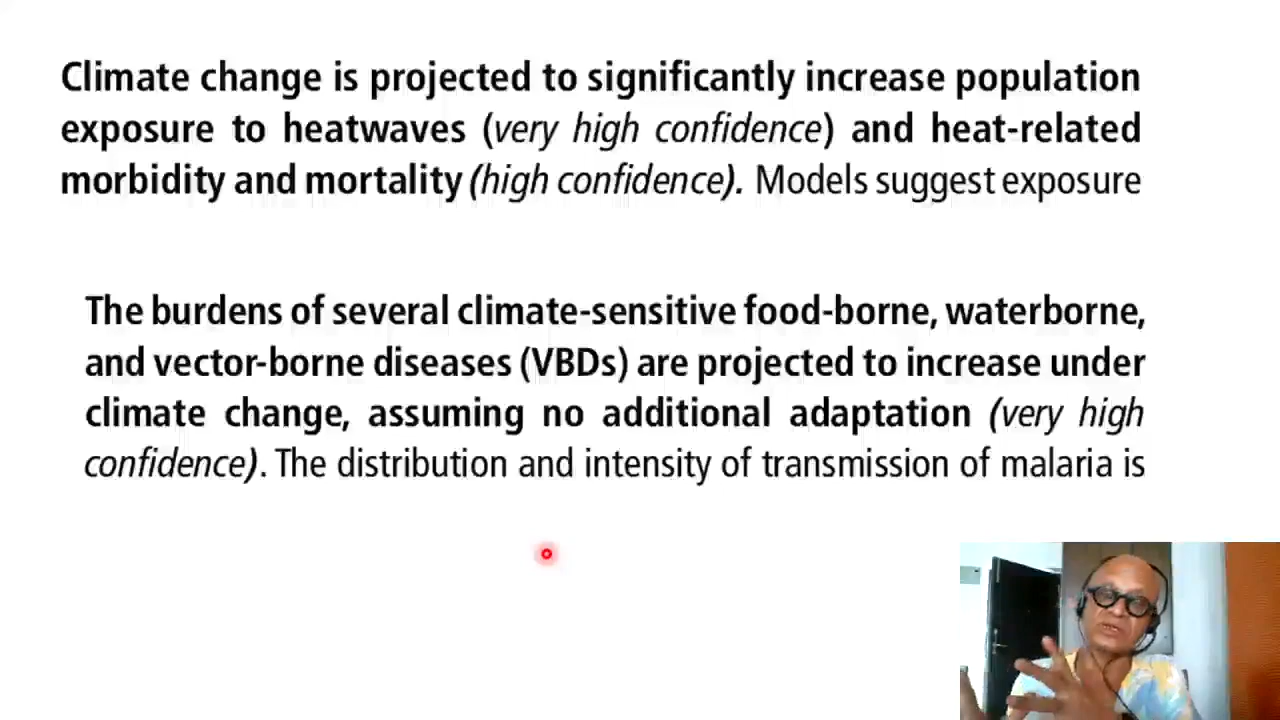 Climate change is projected to significantly increase population
exposure to heatwaves (very high confidence) and heat-related
morbidity and mortality (high confidence). Models suggest exposure
The burdens of several climate-sensitive food-borne, waterborne,
and vector-borne diseases (VBDs) are projected to increase under
climate change, assuming no additional adaptation (very high
confidence). The distribution and intensity of transmission of malaria is